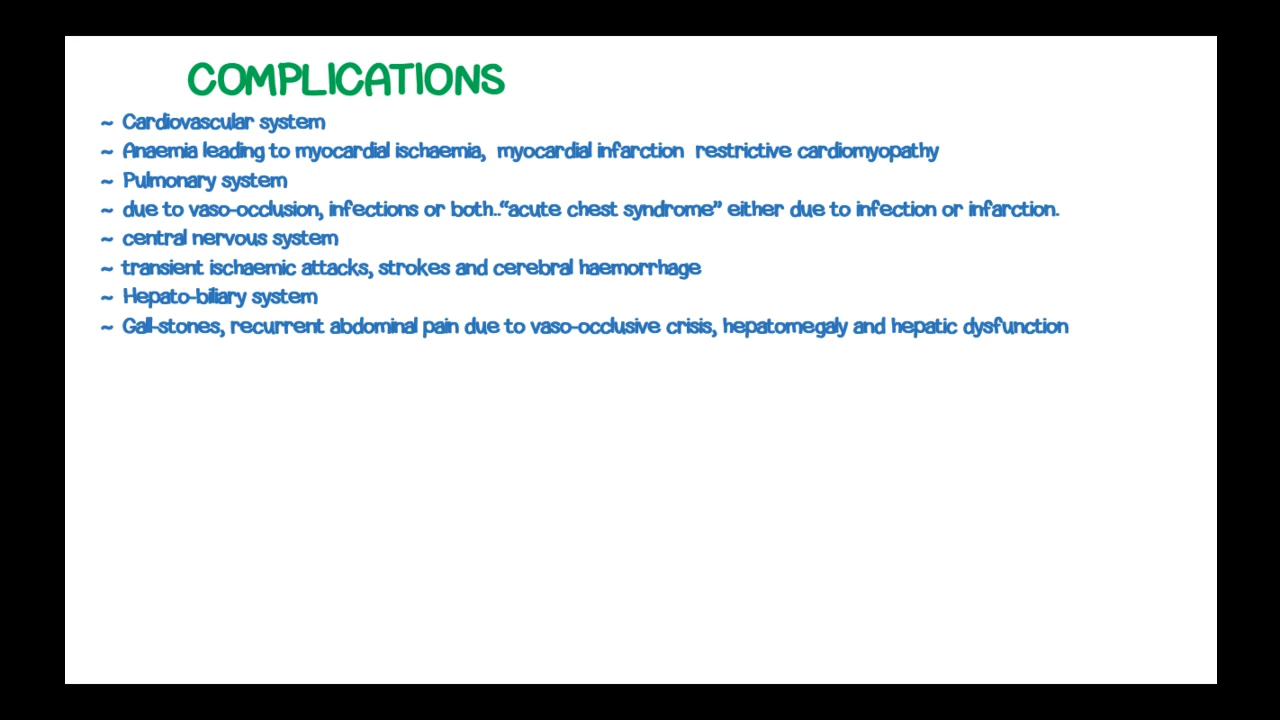 COMPLICATIONS
~ Cardiovascular system
~ Anaemia leading to myocardial ischaemia, myocardial infarction restrictive cardiomyopathy
~ Pulmonary system
~ due to vaso-occlusion, infections or both..“acute chest syndrome” either due to infection or infarction.
~ central nervous system
~ transient ischaemic attacks, strokes and cerebral haemorrhage
~ Hepato-biliary system
~ Gall-stones, recurrent abdominal pain due to vaso-occlusive crisis, hepatomegaly and hepatic dysfunction